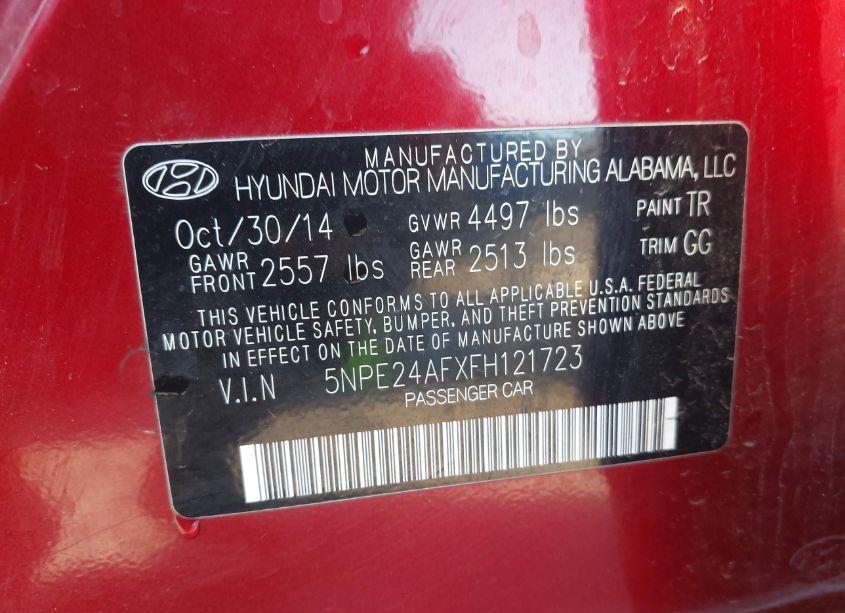 MANUFACTURED BY
HYUNDAI MOTOR MANUFACTURING ALABAMA, LLC
Oct/30/14 GVWR 4497 lbs PAINT TR
GAWR FRONT 2557 lbs GAWR REAR 2513 lbs TRIM GG
THIS VEHICLE CONFORMS TO ALL APPLICABLE U.S.A. FEDERAL
MOTOR VEHICLE SAFETY, BUMPER, AND THEFT PREVENTION STANDARDS
IN EFFECT ON THE DATE OF MANUFACTURE SHOWN ABOVE
V.I.N 5NPE24AFXFH121723
PASSENGER CAR